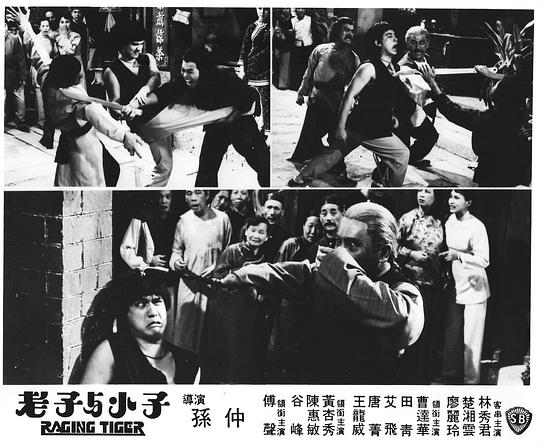 老子与小子
RAGING TIGER
導演
孫仲
傅聲
領銜主演
谷峰
陳惠敏
黃杏秀
領銜主演
王龍威
唐菁
艾飛
田青
曹達華
領銜主演
廖麗玲
楚湘雲
林秀君
客串主演
SB